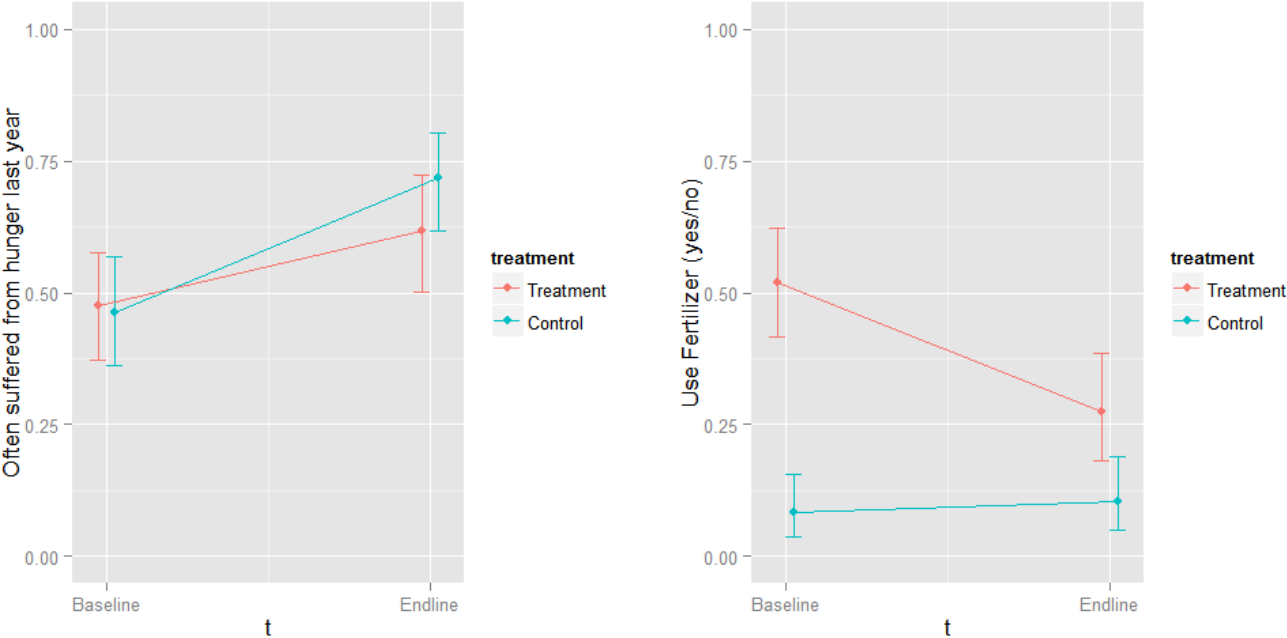 Often suffered from hunger last year
1.00
0.75
0.50
0.25
0.00
Baseline
Endline
t
treatment
Treatment
Control
Use Fertilizer (yes/no)
1.00
0.75
0.50
0.25
0.00
Baseline
Endline
t
treatment
Treatment
Control